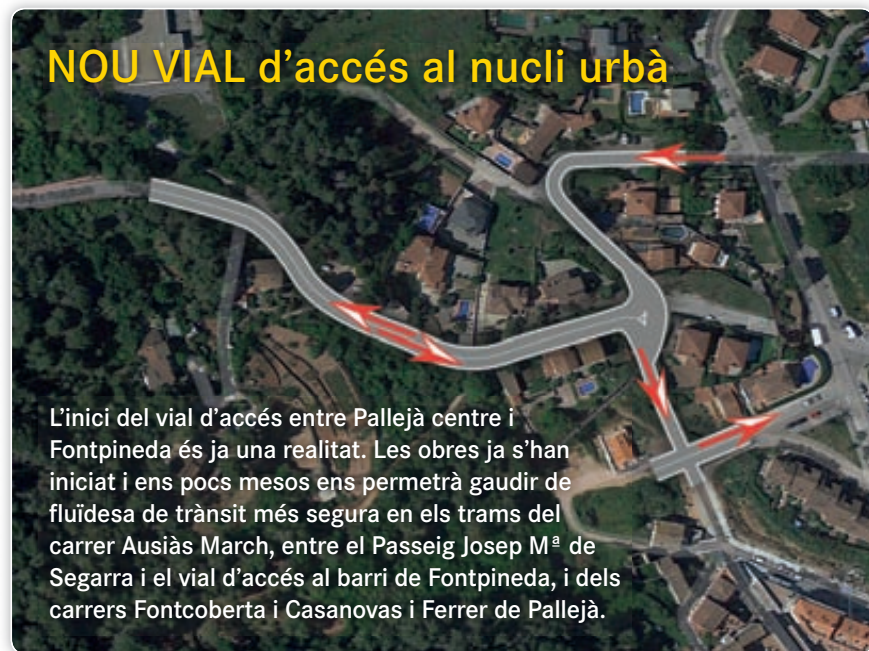 NOU VIAL d’accés al nucli urbà
L’inici del vial d’accés entre Pallejà centre i
Fontpineda és ja una realitat. Les obres ja s’han
iniciat i ens pocs mesos ens permetrà gaudir de
fluïdesa de trànsit més segura en els trams del
carrer Ausiàs March, entre el Passeig Josep Mª de
Segarra i el vial d’accés al barri de Fontpineda, i dels
carrers Fontcoberta i Casanovas i Ferrer de Pallejà.